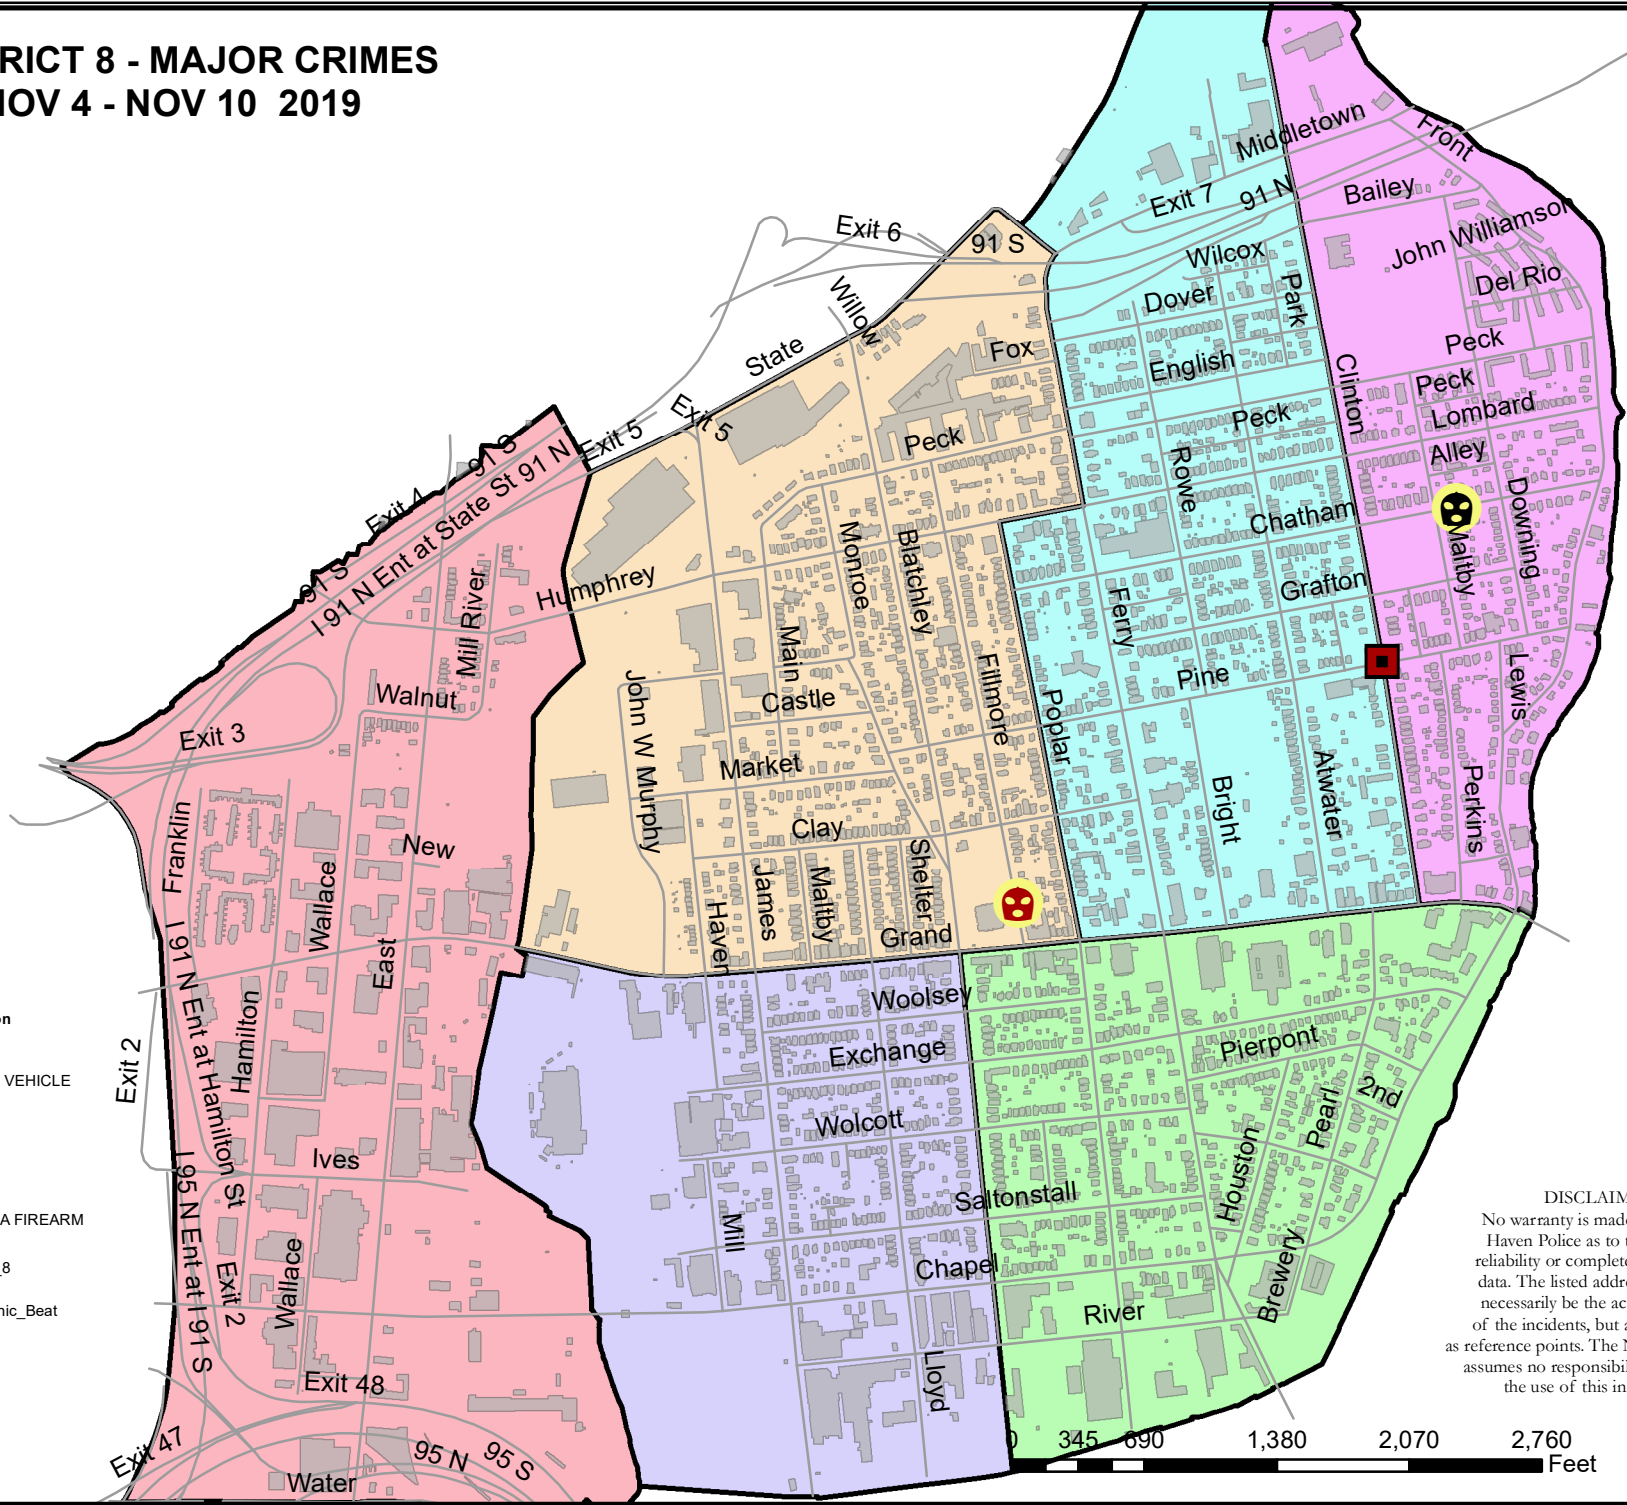 RICT 8 - MAJOR CRIMES
NOV 4 - NOV 10  2019
Middletown
Front
Exit 7
91 N
Bailey
John Williamson
Exit 6
91 S
Wilcox
Del Rio
Willow
Dover
Park
State
Fox
English
Clinton
Peck
Peck
Exit 5
Exit 5
Peck
Peck
Lombard
Rowe
Alley
91 S
91 N
Exit 4
I 91 N Ent at State St
Chatham
Downing
Monroe
Blatchley
Maltby
91 S
Humphrey
Grafton
Mill River
Ferry
Main
Fillmore
Pine
Lewis
Walnut
Castle
Poplar
John W Murphy
Exit 3
Market
Atwater
Perkins
Bright
Franklin
New
Clay
Wallace
James
Maltby
Shelter
Haven
Grand
East
I 91 N Ent at Hamilton St
Hamilton
Woolsey
on
Exit 2
Exchange
Pierpont
VEHICLE
2nd
Pearl
Wolcott
Houston
Ives
I 95 N Ent at I 91 S
Saltonstall
A FIREARM
Mill
_8
Exit 2
Wallace
Chapel
Brewery
nic_Beat
River
Lloyd
Exit 48
Exit 47
95 N
95 S
Water
DISCLAIM
No warranty is made
Haven Police as to t
reliability or complete
data. The listed addre
necessarily be the ac
of the incidents, but a
as reference points. The N
assumes no responsibil
the use of this in
0 345 690 1,380 2,070 2,760
Feet